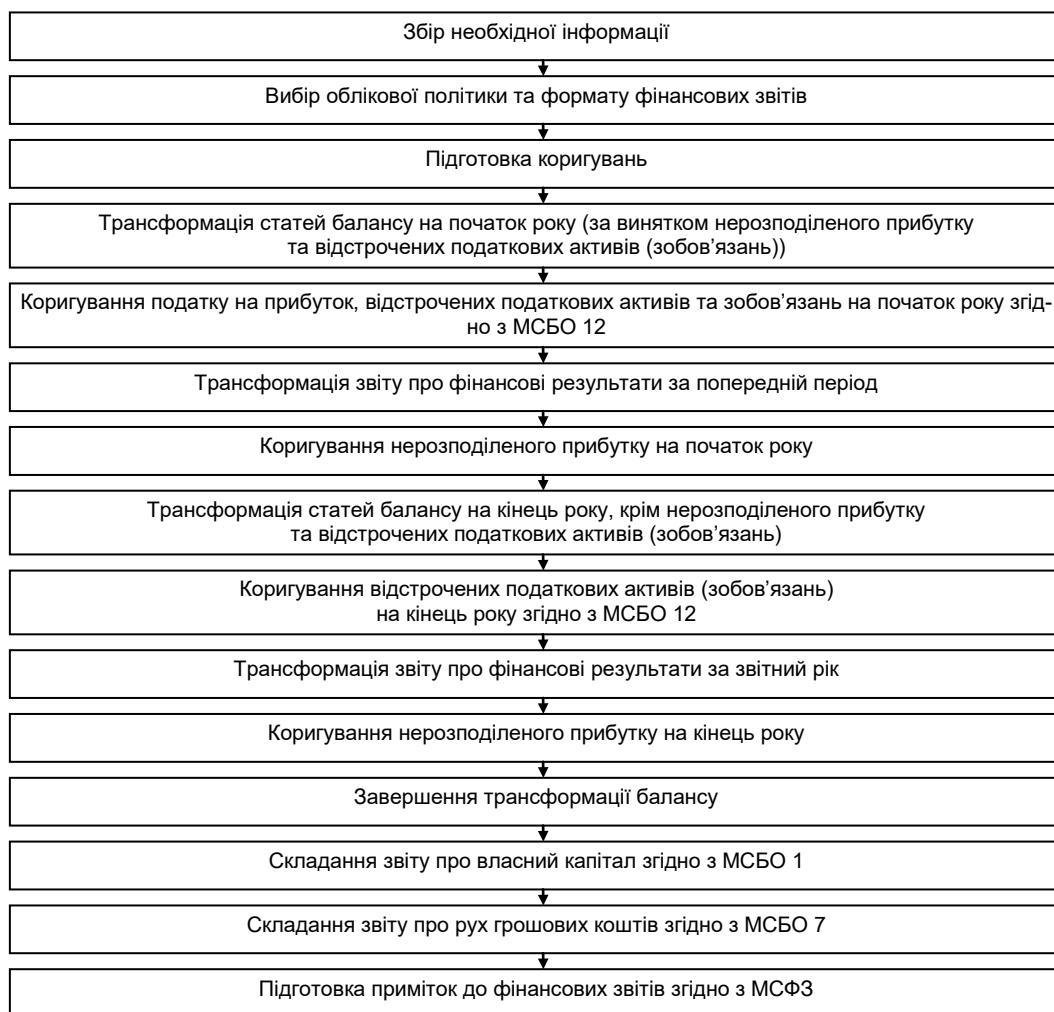 Збір необхідної інформації
Вибір облікової політики та формату фінансових звітів
Підготовка коригувань
Трансформація статей балансу на початок року (за винятком нерозподіленого прибутку
та відстрочених податкових активів (зобов’язань))
Коригування податку на прибуток, відстрочених податкових активів та зобов’язань на початок року згід-
но з МСБО 12
Трансформація звіту про фінансові результати за попередній період
Коригування нерозподіленого прибутку на початок року
Трансформація статей балансу на кінець року, крім нерозподіленого прибутку
та відстрочених податкових активів (зобов’язань)
Коригування відстрочених податкових активів (зобов’язань)
на кінець року згідно з МСБО 12
Трансформація звіту про фінансові результати за звітний рік
Коригування нерозподіленого прибутку на кінець року
Завершення трансформації балансу
Складання звіту про власний капітал згідно з МСБО 1
Складання звіту про рух грошових коштів згідно з МСБО 7
Підготовка приміток до фінансових звітів згідно з МСФЗ